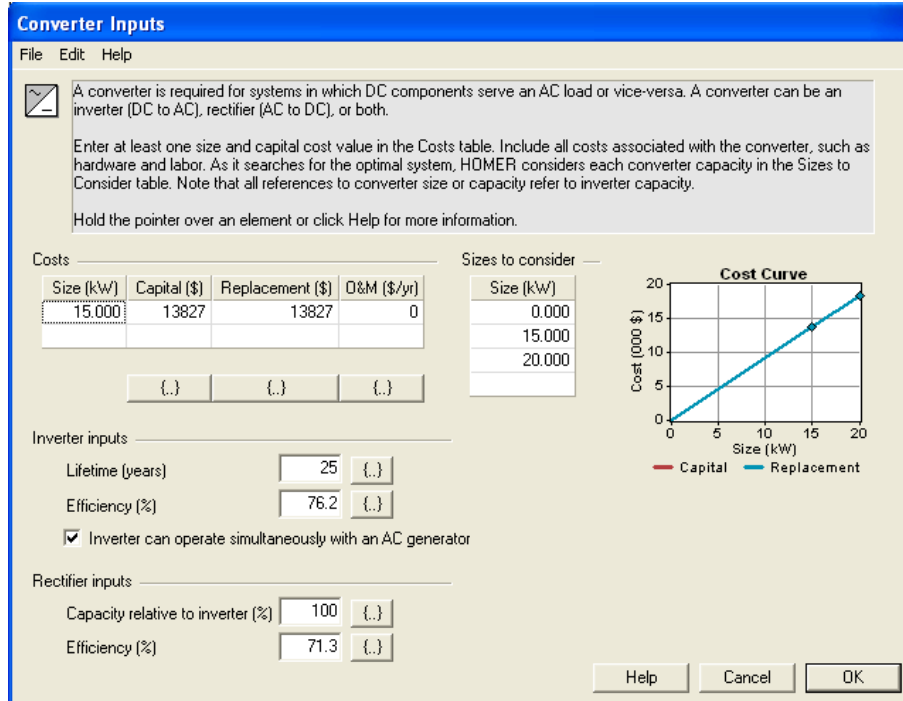 Converter Inputs
File Edit Help
A converter is required for systems in which DC components serve an AC load or vice-versa. A converter can be an
inverter (DC to AC), rectifier (AC to DC), or both.
Enter at least one size and capital cost value in the Costs table. Include all costs associated with the converter, such as
hardware and labor. As it searches for the optimal system, HOMER considers each converter capacity in the Sizes to
Consider table. Note that all references to converter size or capacity refer to inverter capacity.
Hold the pointer over an element or click Help for more information.
Costs
Size (kW) Capital ($) Replacement ($) O&M ($/yr)
15.000 13827 13827 0
{..} {..} {..}
Sizes to consider
Size (kW)
0.000
15.000
20.000
Cost Curve
Cost (000 $)
20
15
10
5
0
0 5 10 15 20
Size (kW)
Capital Replacement
Inverter inputs
Lifetime (years) 25 {..}
Efficiency (%) 76.2 {..}
Inverter can operate simultaneously with an AC generator
Rectifier inputs
Capacity relative to inverter (%) 100 {..}
Efficiency (%) 71.3 {..}
Help Cancel OK